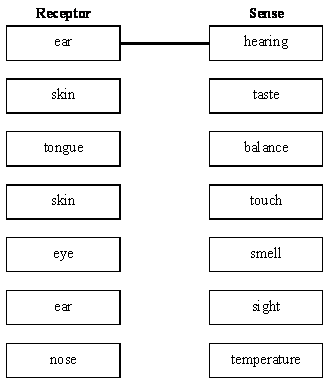 Receptor Sense
ear hearing
skin taste
tongue balance
skin touch
eye smell
ear sight
nose temperature